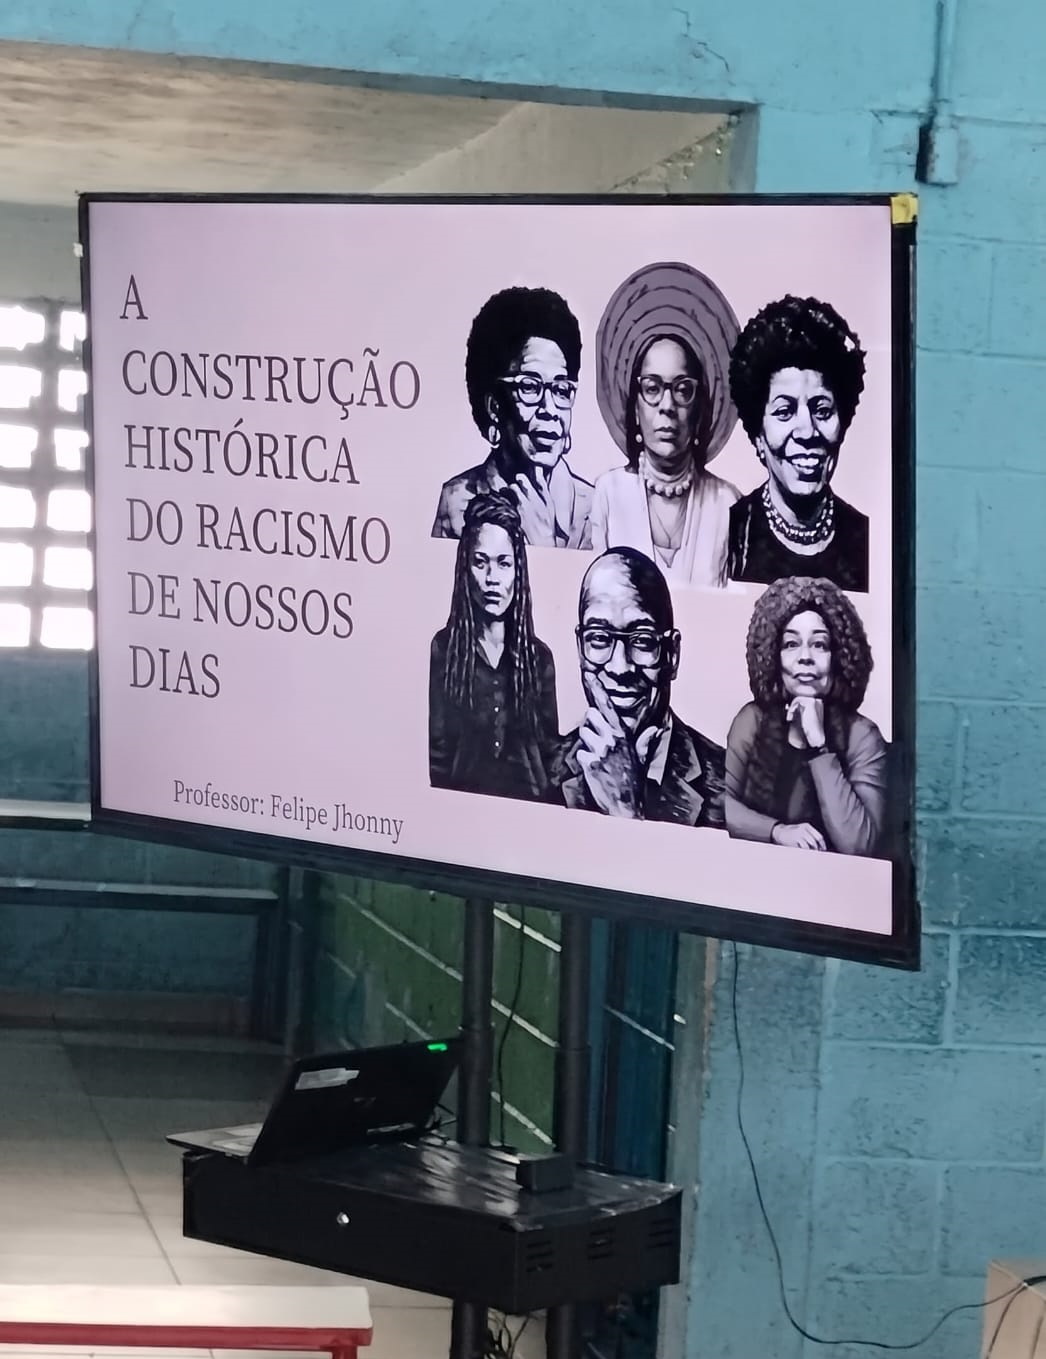 A
CONSTRUÇÃO
HISTÓRICA
DO RACISMO
DE NOSSOS
DIAS
Professor: Felipe Jhonny